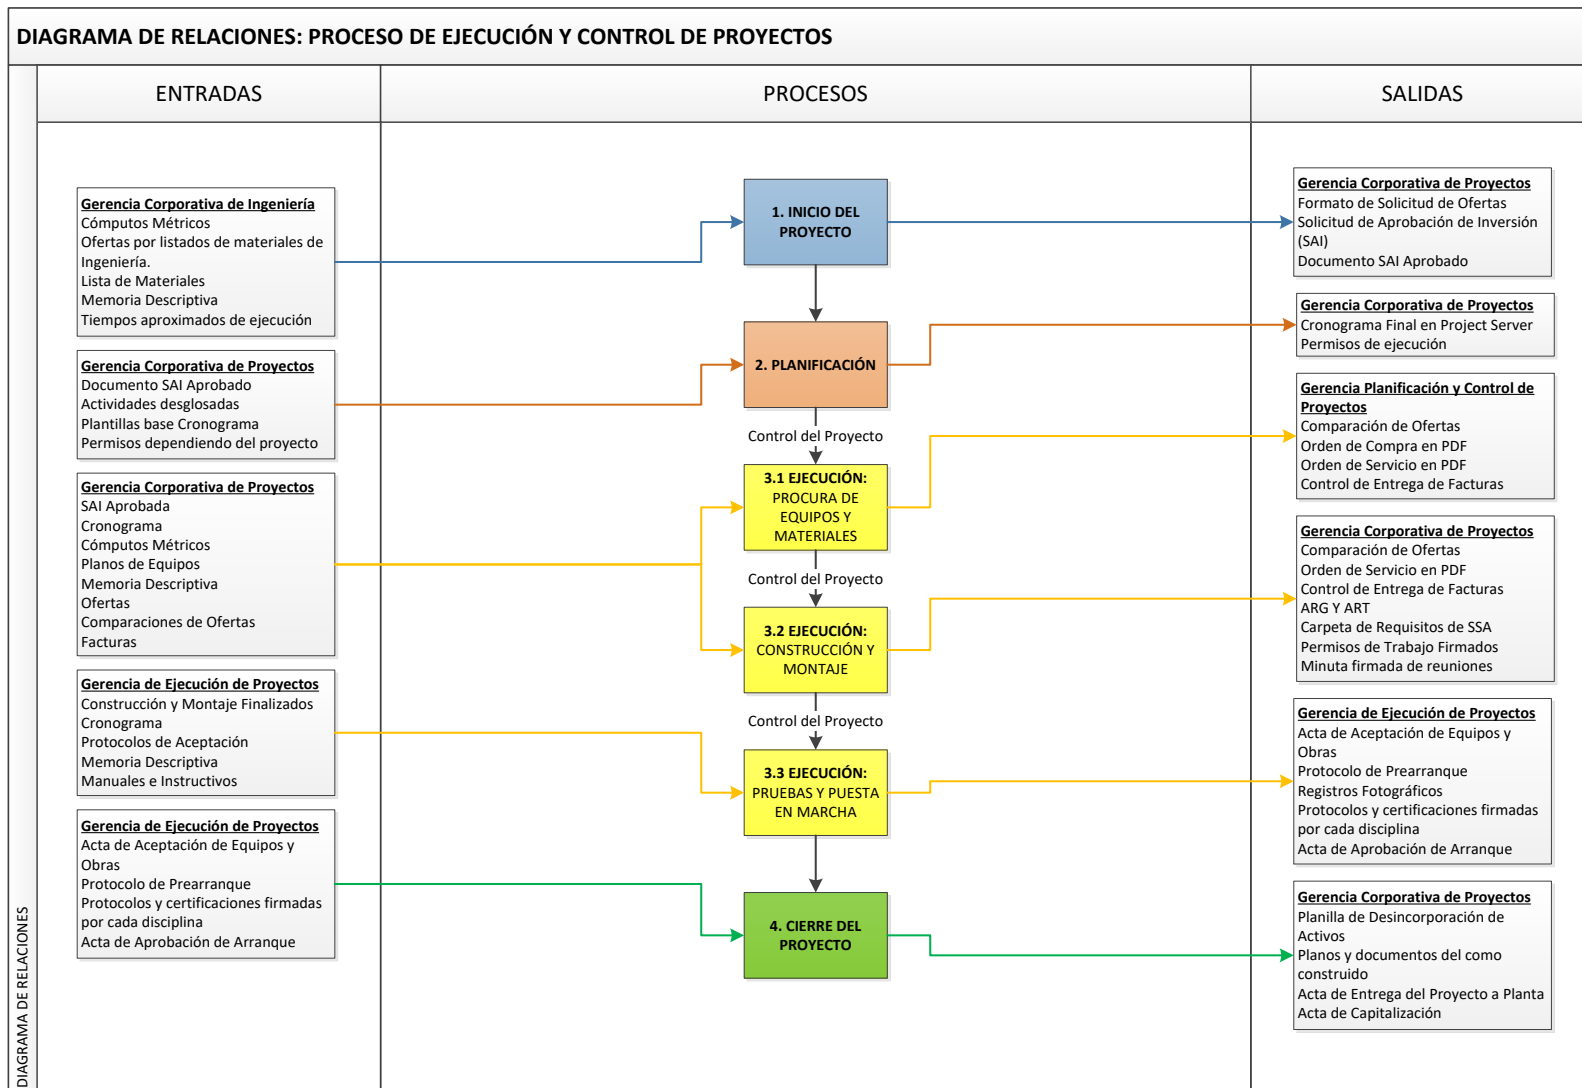 DIAGRAMA DE RELACIONES: PROCESO DE EJECUCIÓN Y CONTROL DE PROYECTOS
DIAGRAMA DE RELACIONES
ENTRADAS
PROCESOS
SALIDAS
Gerencia Corporativa de Ingeniería
Cómputos Métricos
Ofertas por listados de materiales de
Ingeniería.
Lista de Materiales
Memoria Descriptiva
Tiempos aproximados de ejecución
Gerencia Corporativa de Proyectos
Documento SAI Aprobado
Actividades desglosadas
Plantillas base Cronograma
Permisos dependiendo del proyecto
Gerencia Corporativa de Proyectos
SAI Aprobada
Cronograma
Cómputos Métricos
Planos de Equipos
Memoria Descriptiva
Ofertas
Comparaciones de Ofertas
Facturas
Gerencia de Ejecución de Proyectos
Construcción y Montaje Finalizados
Cronograma
Protocolos de Aceptación
Memoria Descriptiva
Manuales e Instructivos
Gerencia de Ejecución de Proyectos
Acta de Aceptación de Equipos y
Obras
Protocolo de Prearranque
Protocolos y certificaciones firmadas
por cada disciplina
Acta de Aprobación de Arranque
1. INICIO DEL
PROYECTO
2. PLANIFICACIÓN
Control del Proyecto
3.1 EJECUCIÓN:
PROCURA DE
EQUIPOS Y
MATERIALES
Control del Proyecto
3.2 EJECUCIÓN:
CONSTRUCCIÓN Y
MONTAJE
Control del Proyecto
3.3 EJECUCIÓN:
PRUEBAS Y PUESTA
EN MARCHA
4. CIERRE DEL
PROYECTO
Gerencia Corporativa de Proyectos
Formato de Solicitud de Ofertas
Solicitud de Aprobación de Inversión
(SAI)
Documento SAI Aprobado
Gerencia Corporativa de Proyectos
Cronograma Final en Project Server
Permisos de ejecución
Gerencia Planificación y Control de
Proyectos
Comparación de Ofertas
Orden de Compra en PDF
Orden de Servicio en PDF
Control de Entrega de Facturas
Gerencia Corporativa de Proyectos
Comparación de Ofertas
Orden de Servicio en PDF
Control de Entrega de Facturas
ARG Y ART
Carpeta de Requisitos de SSA
Permisos de Trabajo Firmados
Minuta firmada de reuniones
Gerencia de Ejecución de Proyectos
Acta de Aceptación de Equipos y
Obras
Protocolo de Prearranque
Registros Fotográficos
Protocolos y certificaciones firmadas
por cada disciplina
Acta de Aprobación de Arranque
Gerencia Corporativa de Proyectos
Planilla de Desincorporación de
Activos
Planos y documentos del como
construido
Acta de Entrega del Proyecto a Planta
Acta de Capitalización